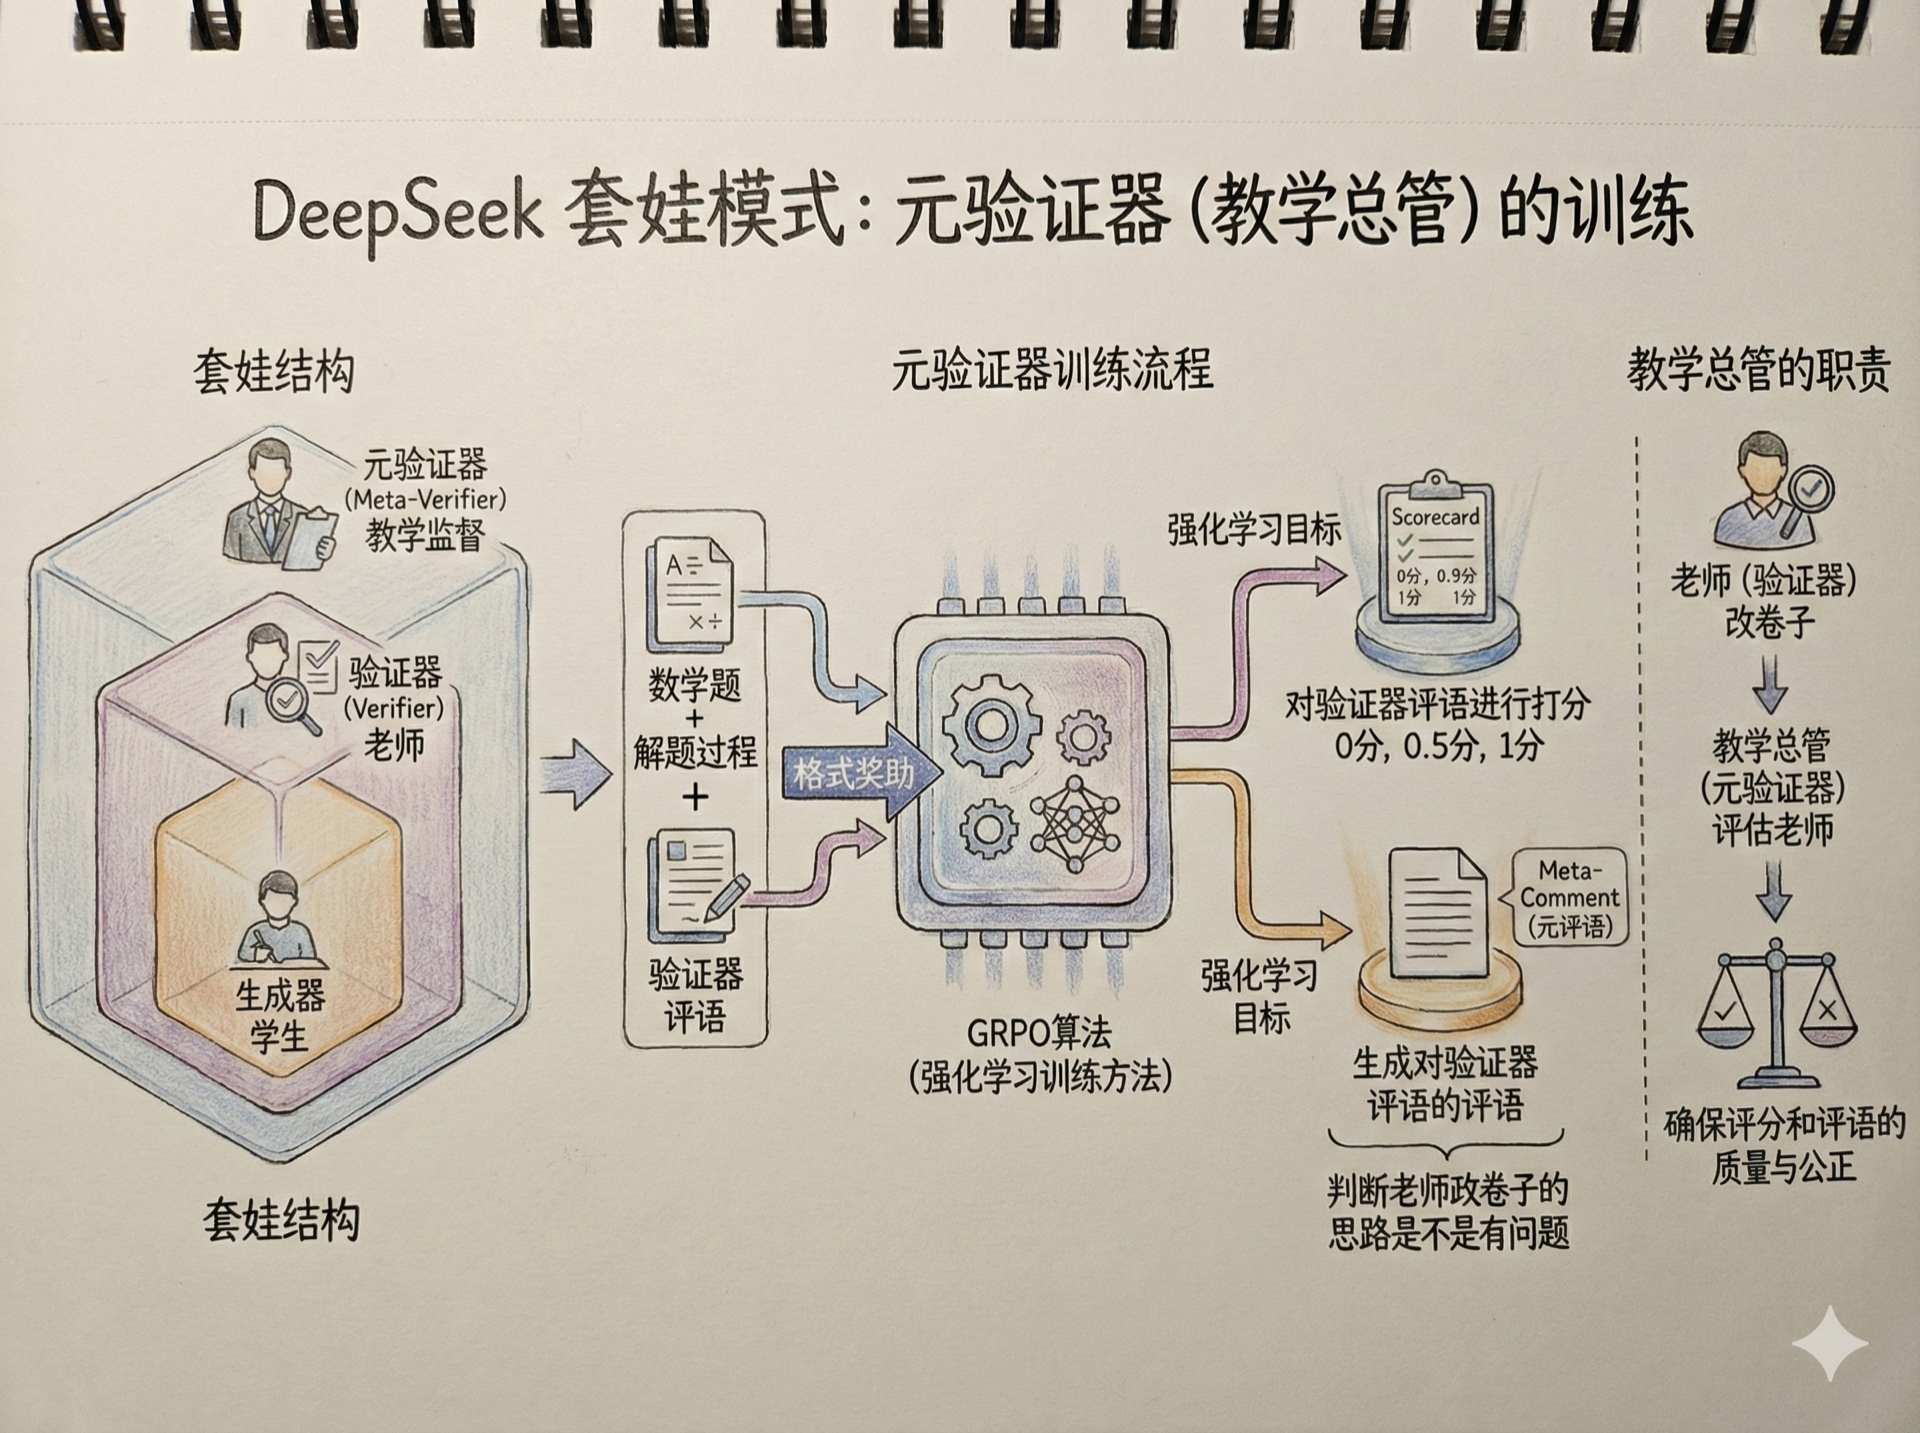 DeepSeek 套娃模式：元验证器（教学总管）的训练
套娃结构
元验证器
(Meta-Verifier)
教学监督
验证器
(Verifier)
老师
生成器
学生
套娃结构
元验证器训练流程
A÷
×÷
数学题
+
解题过程
+
验证器
评语
格式奖助
GRPO算法
(强化学习训练方法)
强化学习目标
Scorecard
0分, 0.9分
1分 1分
对验证器评语进行打分
0分, 0.5分, 1分
强化学习
目标
Meta-
Comment
(元评语)
生成对验证器
评语的评语
判断老师政卷子的
思路是不是有问题
教学总管的职责
老师（验证器）
改卷子
教学总管
(元验证器)
评估老师
确保评分和评语的
质量与公正